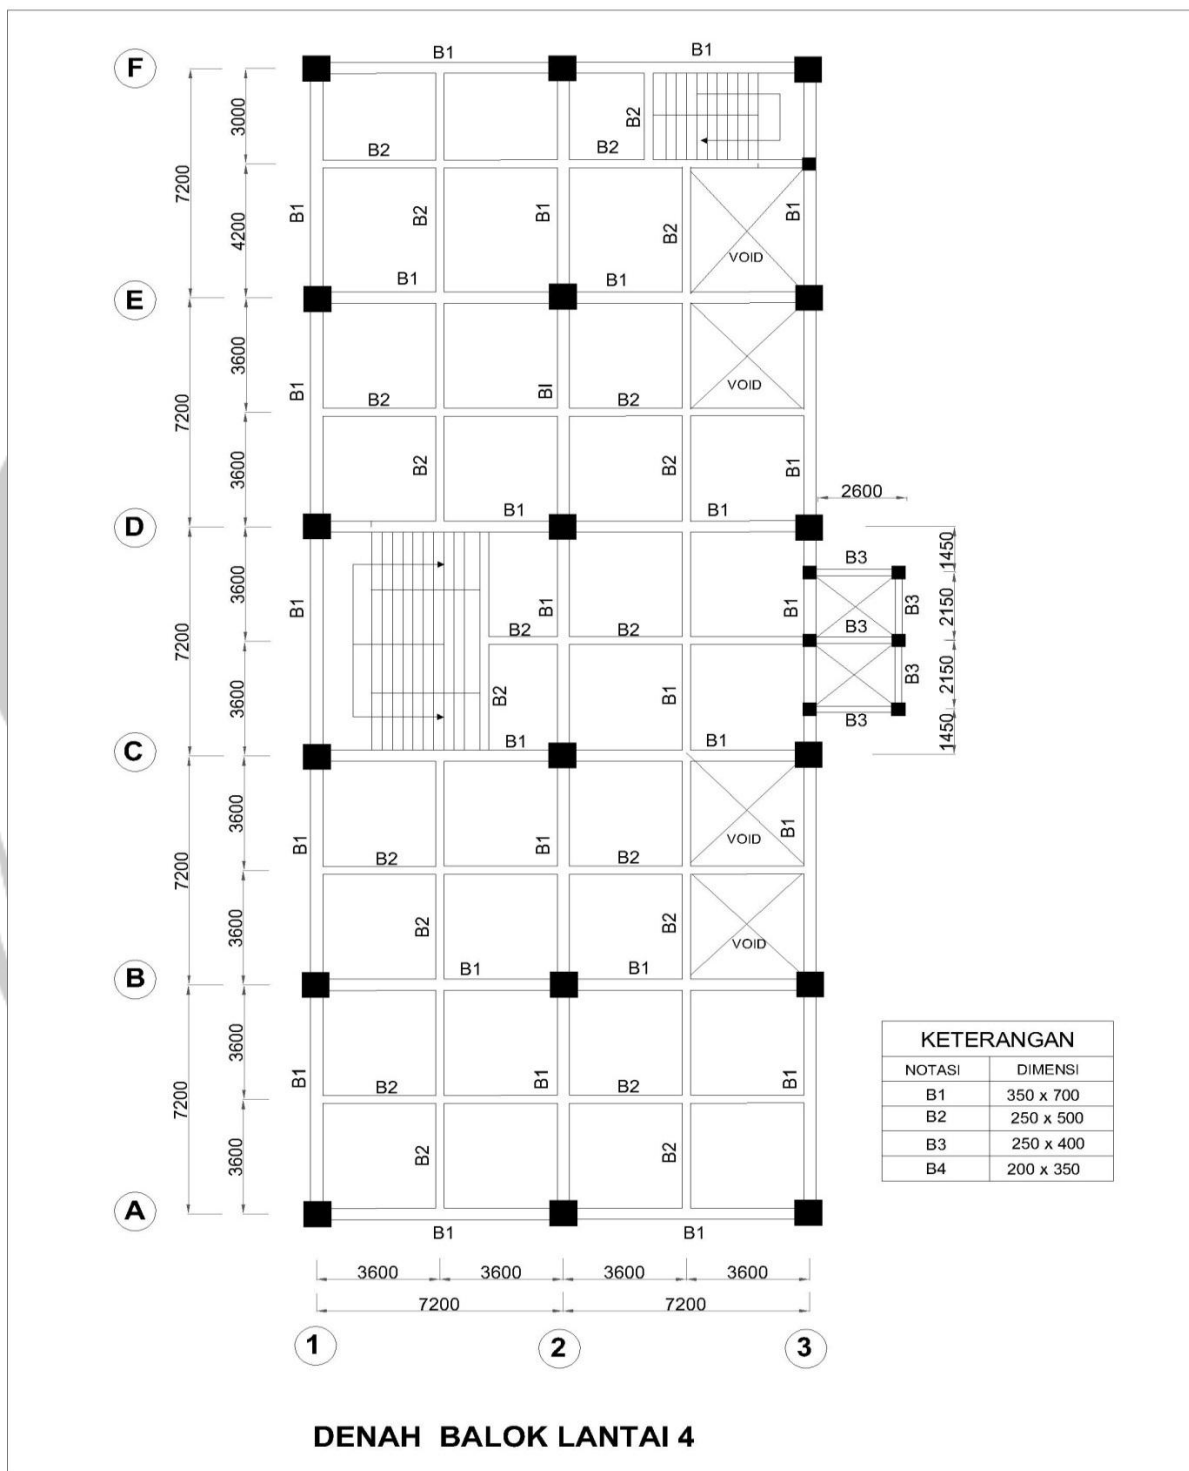 B1 B1
F
3000
B2
B2 B2
7200
B1 B2 B1 B2 B1
4200
VOID
B1 B1
E
3600
VOID
B1 B2 BI B2
7200
B2 B2 B1
3600
2600
B1 B1
D
1450
B3
3600
B1 B1 B1 B3
2150
B2 B2 B3
7200
2150
3600
B2 B1 B3
B3
1450
B1 B1
C
3600
B1 B1 B1
VOID
B2 B2
7200
B2 B2
3600
VOID
B1 B1
B
3600
B1 B1 B1
B2 B2
7200
3600
B2 B2
A
B1 B1
KETERANGAN
NOTASI DIMENSI
B1 350 x 700
B2 250 x 500
B3 250 x 400
B4 200 x 350
3600 3600 3600 3600
7200 7200
1 2 3
DENAH BALOK LANTAI 4